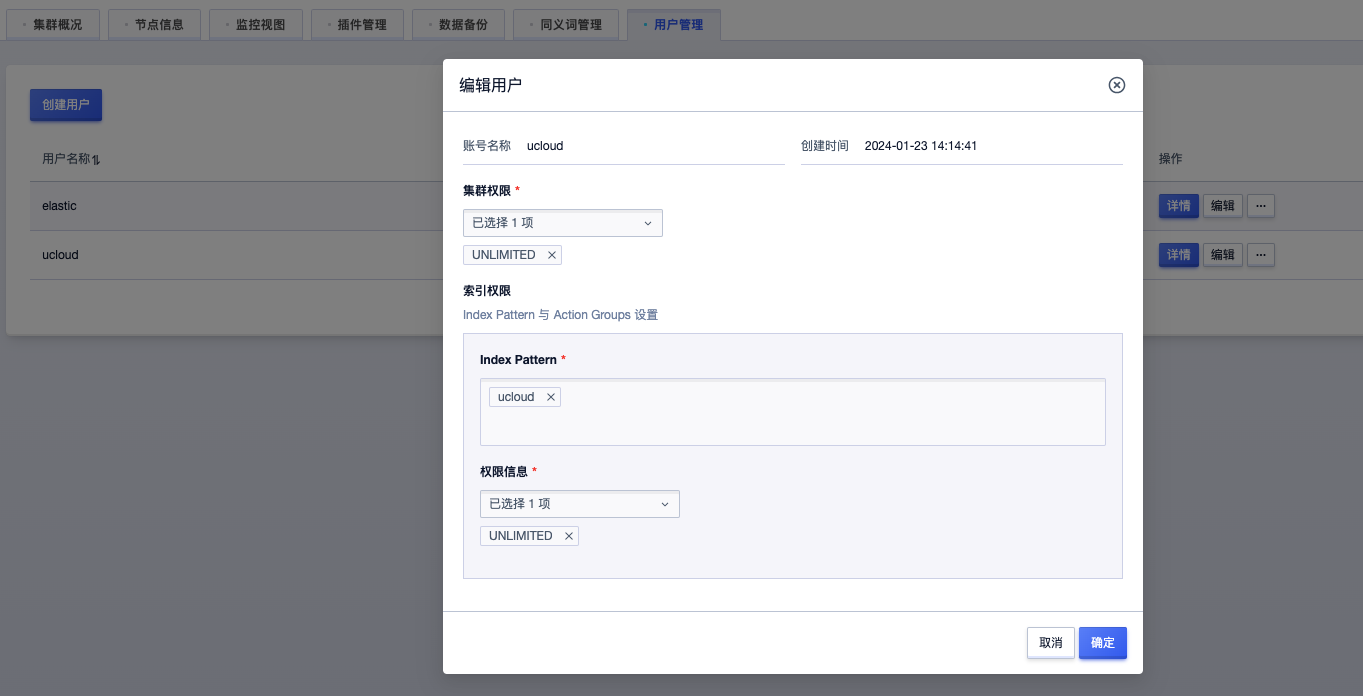 集群概况 节点信息 监控视图 插件管理 数据备份 同义词管理 用户管理
编辑用户
创建用户
账号名称 ucloud 创建时间 2024-01-23 14:14:41
用户名称 操作
集群权限 *
elastic 详情 编辑 ...
已选择 1 项
ucloud 详情 编辑 ...
UNLIMITED
索引权限
Index Pattern 与 Action Groups 设置
Index Pattern *
ucloud
权限信息 *
已选择 1 项
UNLIMITED
取消 确定